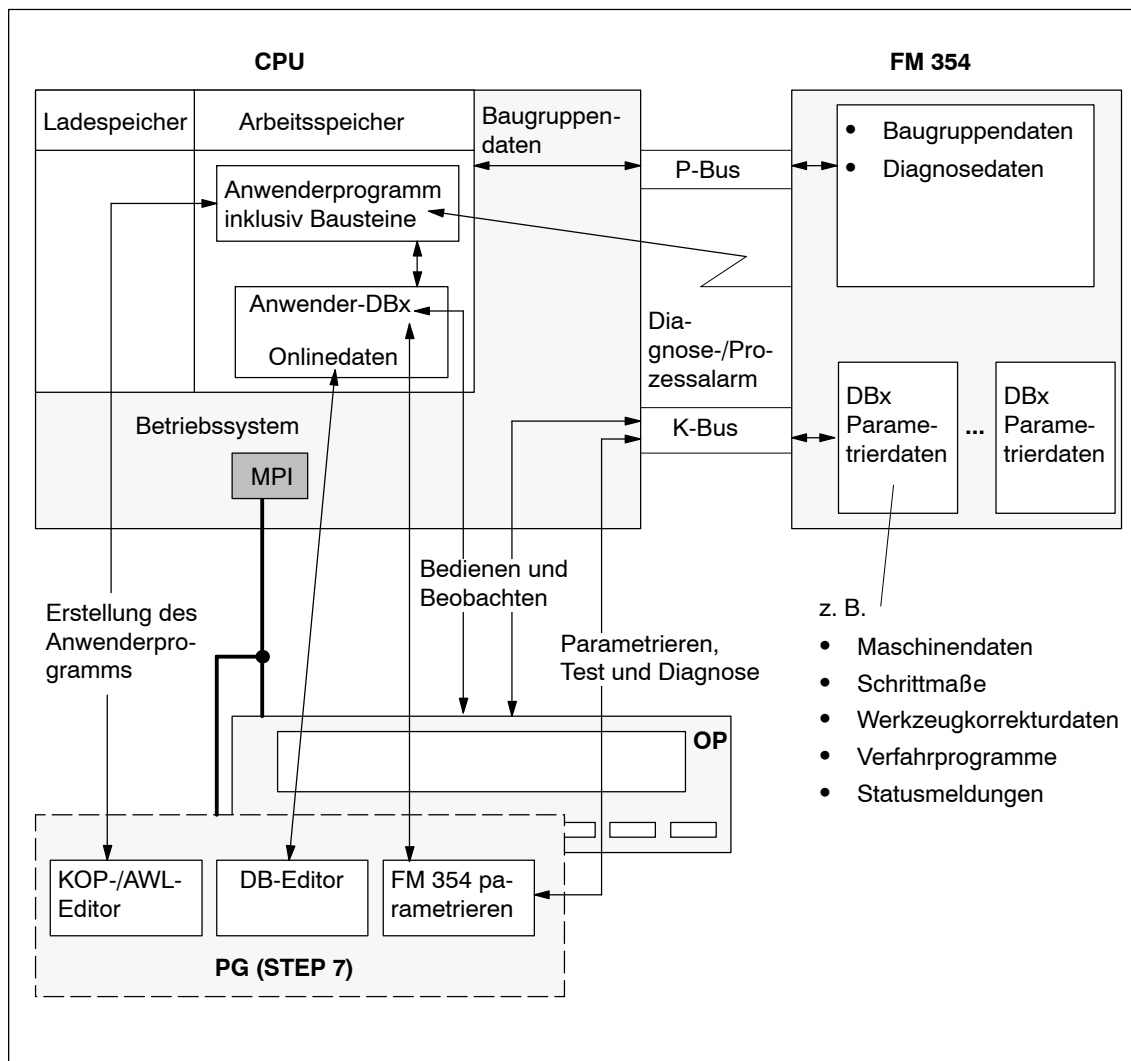 CPU
FM 354
Ladespeicher
Arbeitsspeicher
Baugruppen-
daten
Anwenderprogramm
inklusiv Bausteine
Anwender-DBx
Onlinedaten
Betriebssystem
MPI
P-Bus
• Baugruppendaten
• Diagnosedaten
Dia-
gnose-/Pro-
zessalarm
K-Bus
DBx
Parame-
trierdaten
...
DBx
Parame-
trierdaten
Erstellung des
Anwenderpro-
gramms
Bedienen und
Beobachten
Parametrieren,
Test und Diagnose
z. B.
• Maschinendaten
• Schrittmaße
• Werkzeugkorrekturdaten
• Verfahrprogramme
• Statusmeldungen
OP
KOP-/AWL-
Editor
DB-Editor
FM 354 pa-
rametrieren
PG (STEP 7)